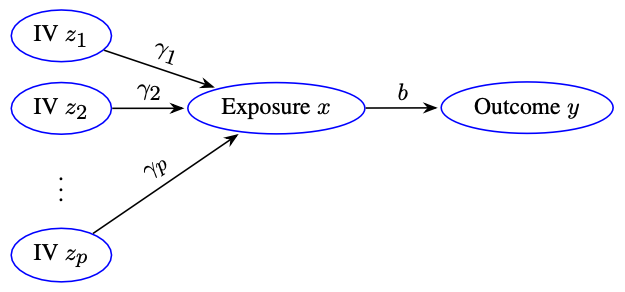 IV z₁
γ₁
IV z₂
γ₂
Exposure x
b
Outcome y
⋮
γₚ
IV zₚ